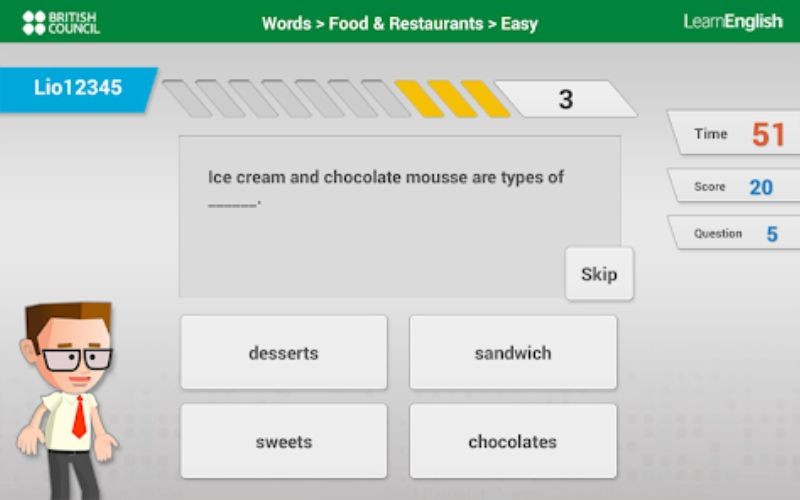 BRITISH
COUNCIL
Words > Food & Restaurants > Easy
LearnEnglish
Lio12345
3
Time 51
Score 20
Question 5
Ice cream and chocolate mousse are types of
______.
Skip
desserts
sandwich
sweets
chocolates